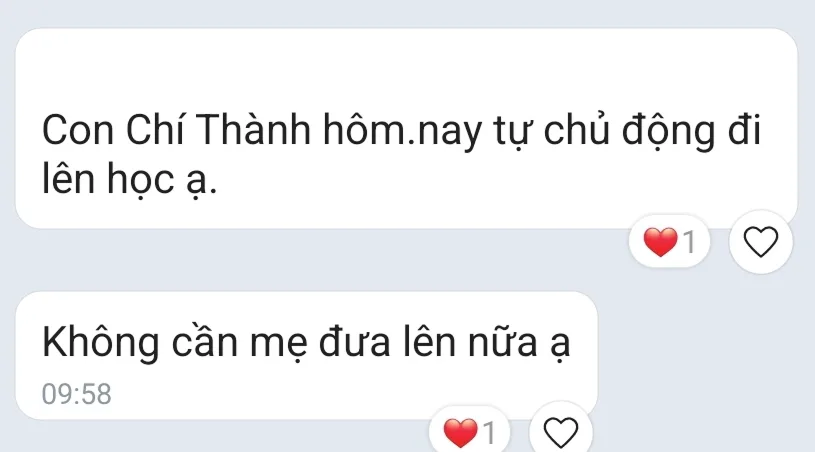 Con Chí Thành hôm.nay tự chủ động đi
lên học ạ.
1
Không cần mẹ đưa lên nữa ạ
09:58
1